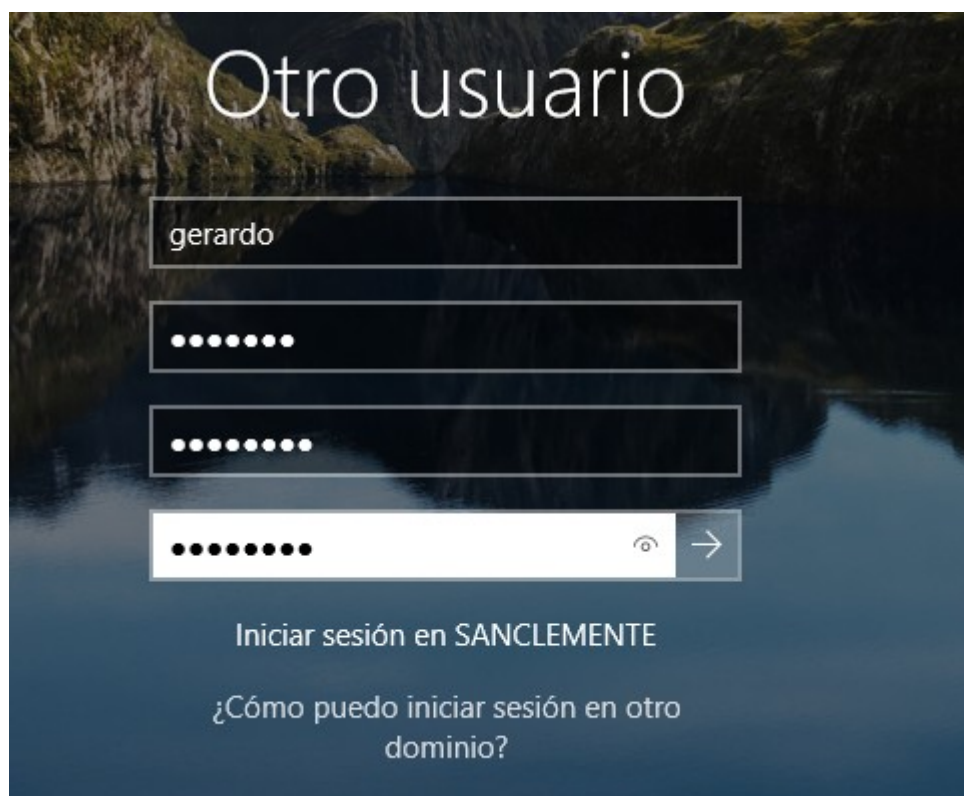 Otro usuario
gerardo
●●●●●●●
●●●●●●●●
●●●●●●●●
Iniciar sesión en SANCLEMENTE
¿Cómo puedo iniciar sesión en otro
dominio?